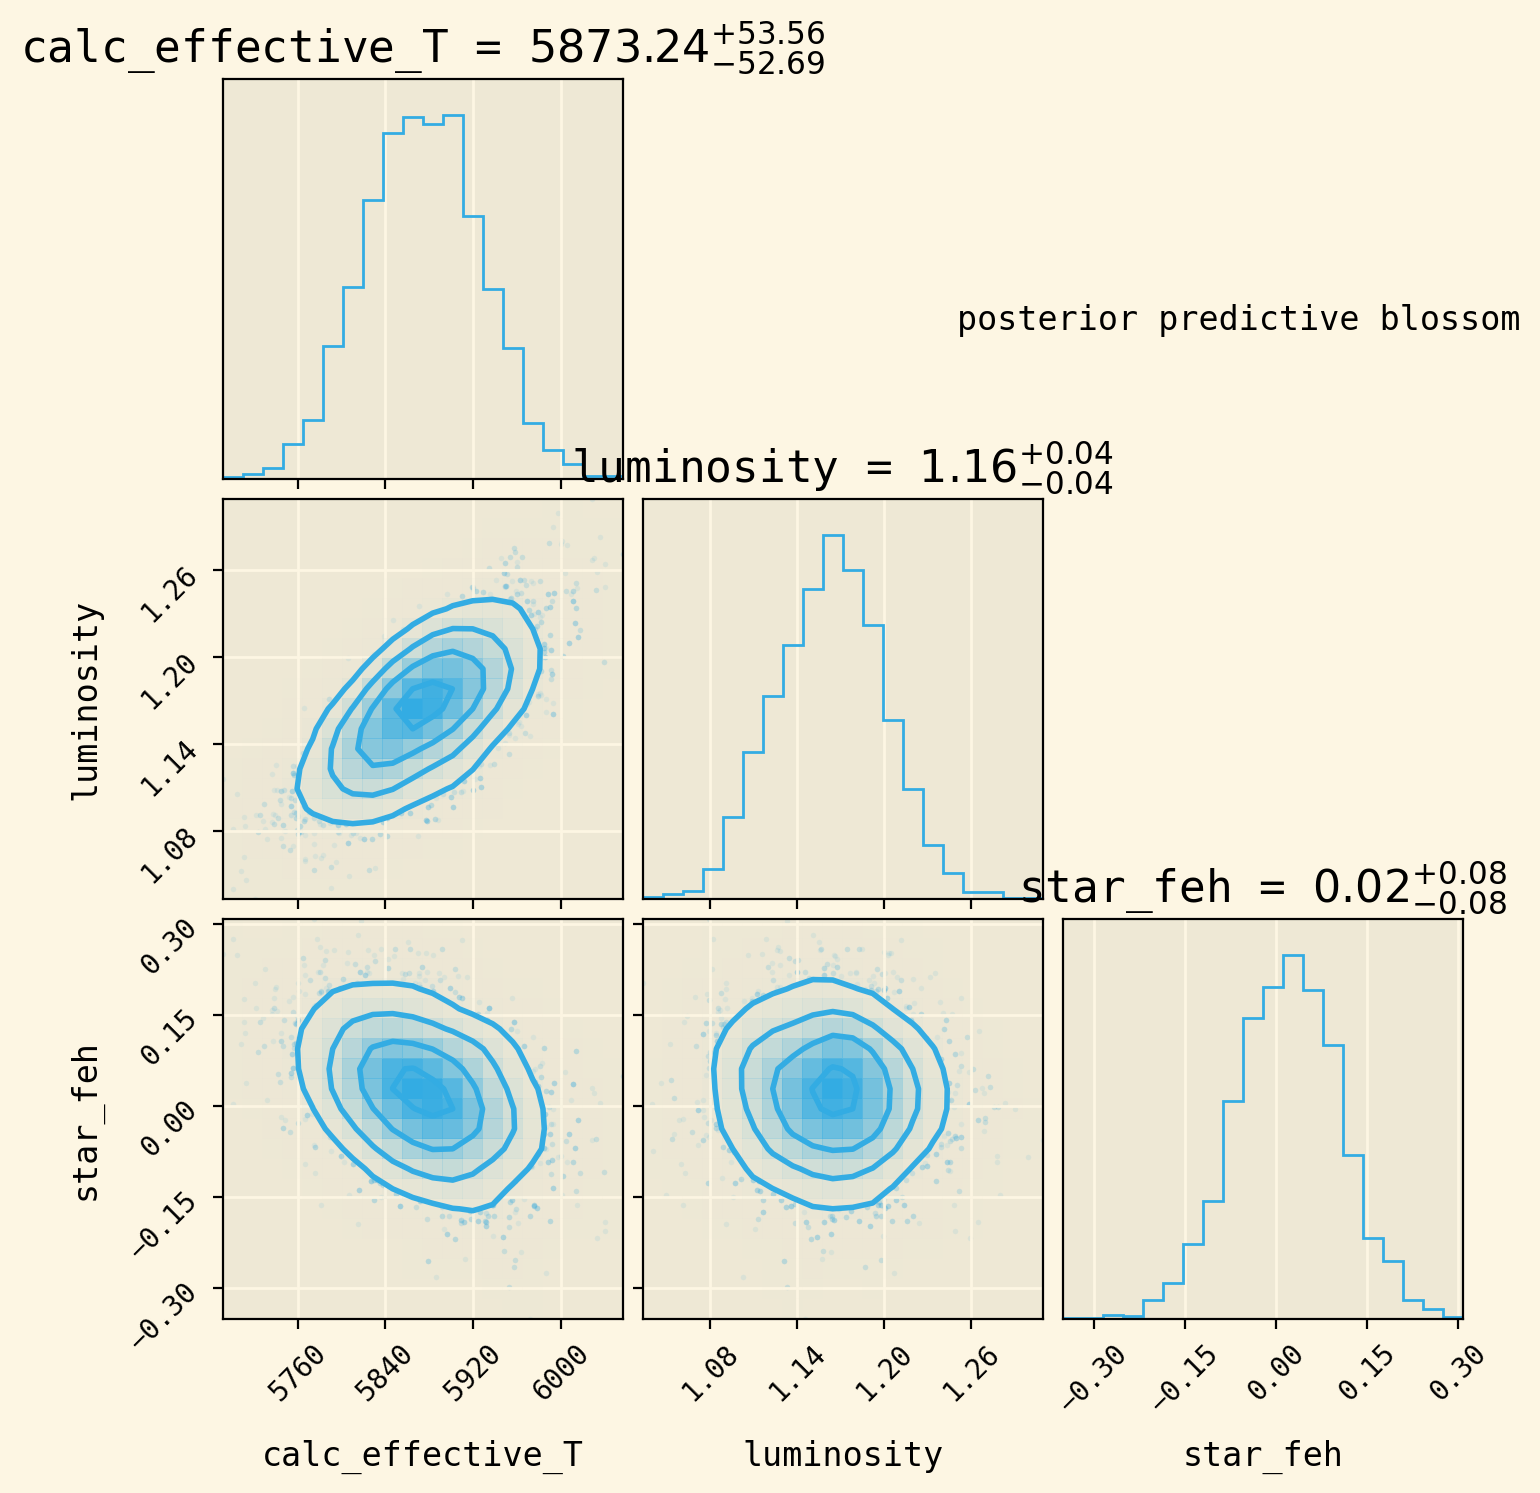 calc_effective_T = 5873.24+53.56−52.69
posterior predictive blossom
luminosity = 1.16+0.04−0.04
luminosity
1.26
1.20
1.14
1.08
star_feh = 0.02+0.08−0.08
star_feh
0.30
0.15
0.00
−0.15
−0.30
5760 5840 5920 6000
1.08 1.14 1.20 1.26
−0.30 −0.15 0.00 0.15 0.30
calc_effective_T
luminosity
star_feh